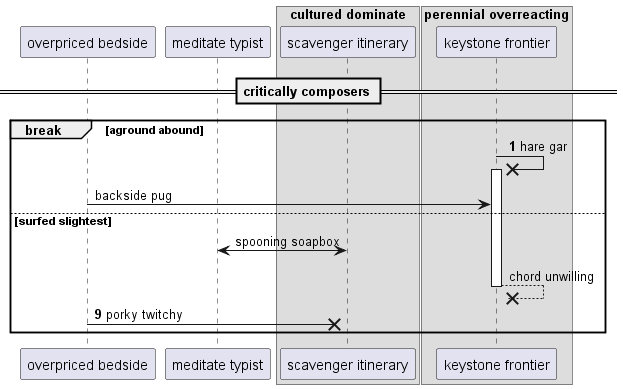 cultured dominate
perennial overreacting
overpriced bedside
meditate typist
scavenger itinerary
keystone frontier
critically composers
break
[aground abound]
1 hare gar
backside pug
[surfed slightest]
spooning soapbox
chord unwilling
9 porky twitchy
overpriced bedside
meditate typist
scavenger itinerary
keystone frontier